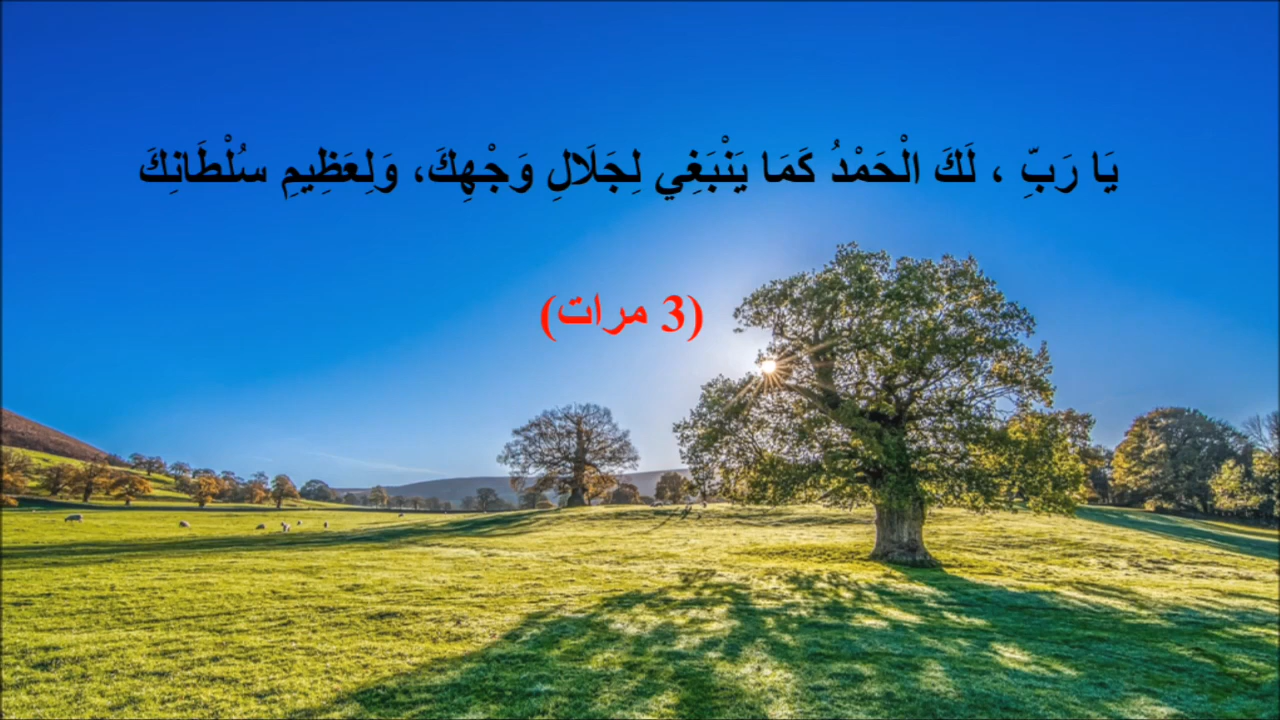 يَا رَبِّ ، لَكَ الْحَمْدُ كَمَا يَنْبَغِي لِجَلَالِ وَجْهِكَ، وَلِعَظِيمِ سُلْطَانِكَ
(3 مرات)